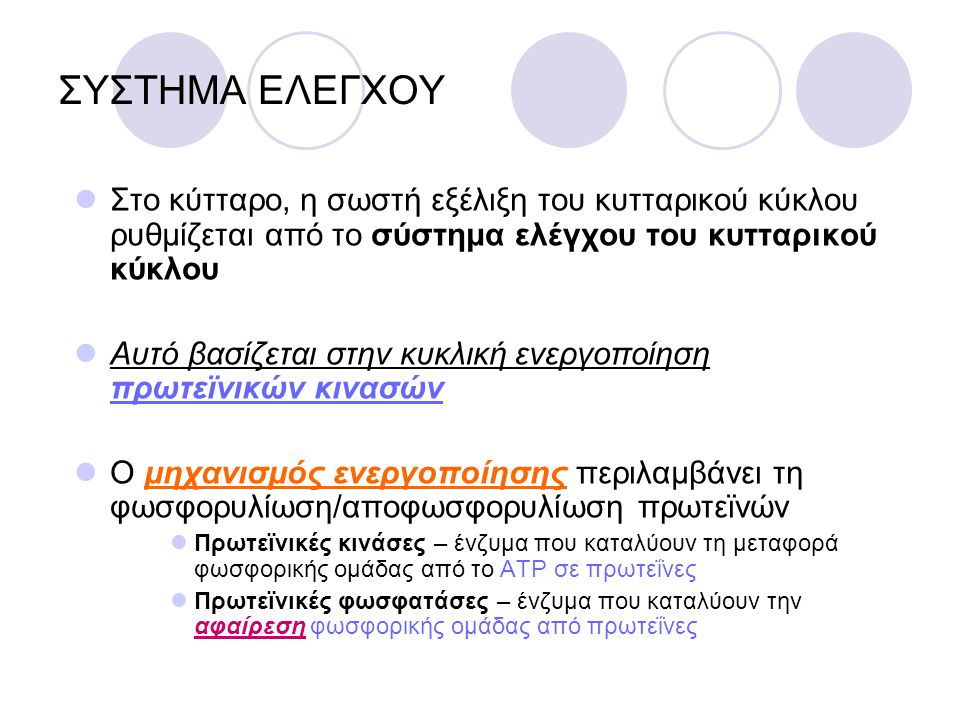 ΣΥΣΤΗΜΑ ΕΛΕΓΧΟΥ
Στο κύτταρο, η σωστή εξέλιξη του κυτταρικού κύκλου
ρυθμίζεται από το σύστημα ελέγχου του κυτταρικού
κύκλου
Αυτό βασίζεται στην κυκλική ενεργοποίηση
πρωτεϊνικών κινασών
Ο μηχανισμός ενεργοποίησης περιλαμβάνει τη
φωσφορυλίωση/αποφωσφορυλίωση πρωτεϊνών
Πρωτεϊνικές κινάσες – ένζυμα που καταλύουν τη μεταφορά
φωσφορικής ομάδας από το ATP σε πρωτεΐνες
Πρωτεϊνικές φωσφατάσες – ένζυμα που καταλύουν την
αφαίρεση φωσφορικής ομάδας από πρωτεΐνες